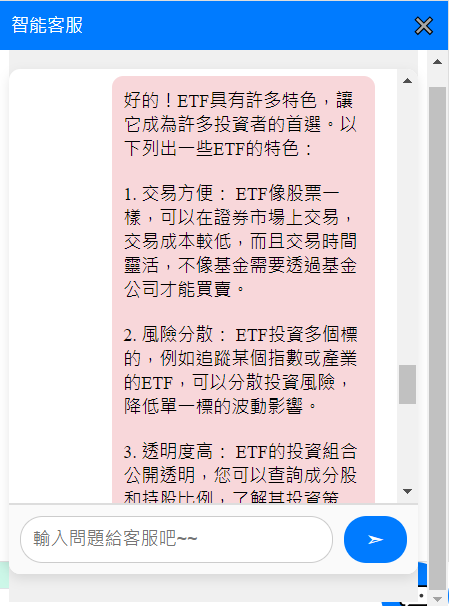 智能客服
好的！ETF具有許多特色，讓
它成為許多投資者的首選。以
下列出一些ETF的特色：
1. 交易方便： ETF像股票一
樣，可以在證券市場上交易，
交易成本較低，而且交易時間
靈活，不像基金需要透過基金
公司才能買賣。
2. 風險分散： ETF投資多個標
的，例如追蹤某個指數或產業
的ETF，可以分散投資風險，
降低單一標的波動影響。
3. 透明度高： ETF的投資組合
公開透明，您可以查詢成分股
和持股比例，了解其投資策
輸入問題給客服吧~~